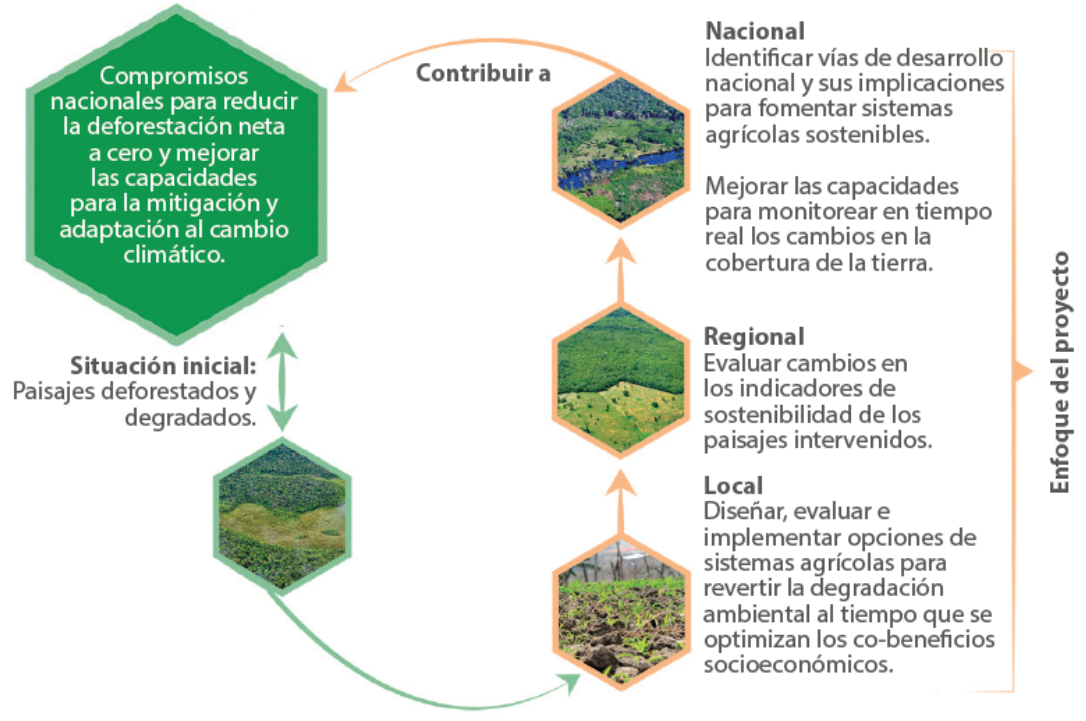 Compromisos
nacionales para reducir
la deforestación neta
a cero y mejorar
las capacidades
para la mitigación y
adaptación al cambio
climático.
Contribuir a
Situación inicial:
Paisajes deforestados y
degradados.
Nacional
Identificar vías de desarrollo
nacional y sus implicaciones
para fomentar sistemas
agrícolas sostenibles.
Mejorar las capacidades
para monitorear en tiempo
real los cambios en la
cobertura de la tierra.
Regional
Evaluar cambios en
los indicadores de
sostenibilidad de los
paisajes intervenidos.
Local
Diseñar, evaluar e
implementar opciones de
sistemas agrícolas para
revertir la degradación
ambiental al tiempo que se
optimizan los co-beneficios
socioeconómicos.
Enfoque del proyecto